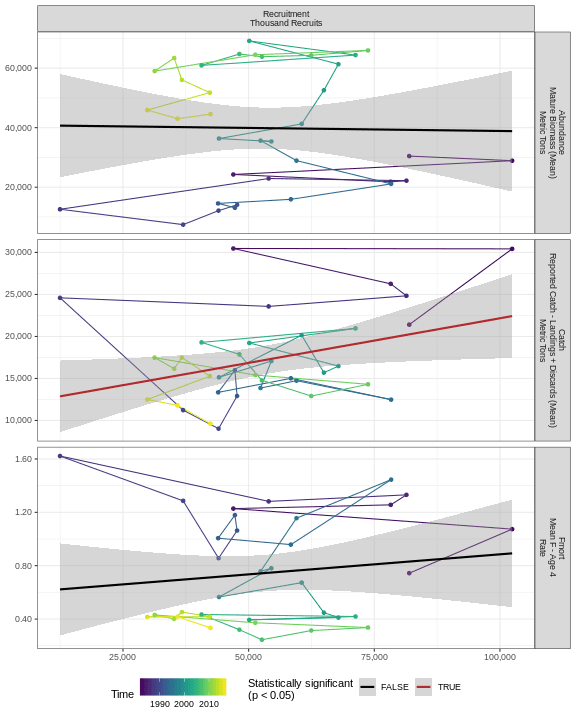 Recruitment
Thousand Recruits
60,000
40,000
20,000
Abundance
Mature Biomass (Mean)
Metric Tons
30,000
25,000
20,000
15,000
10,000
Catch
Reported Catch - Landings + Discards (Mean)
Metric Tons
1.60
1.20
0.80
0.40
Fmort
Mean F - Age 4
Rate
25,000 50,000 75,000 100,000
Time
1990 2000 2010
Statistically significant
(p < 0.05)
FALSE
TRUE